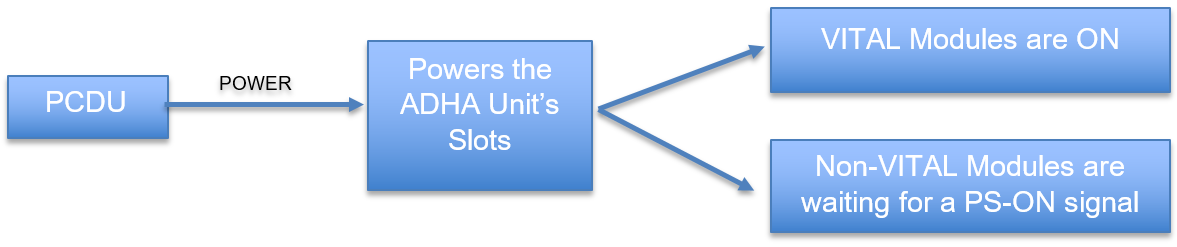 PCDU
POWER
Powers the
ADHA Unit's
Slots
VITAL Modules are ON
Non-VITAL Modules are
waiting for a PS-ON signal